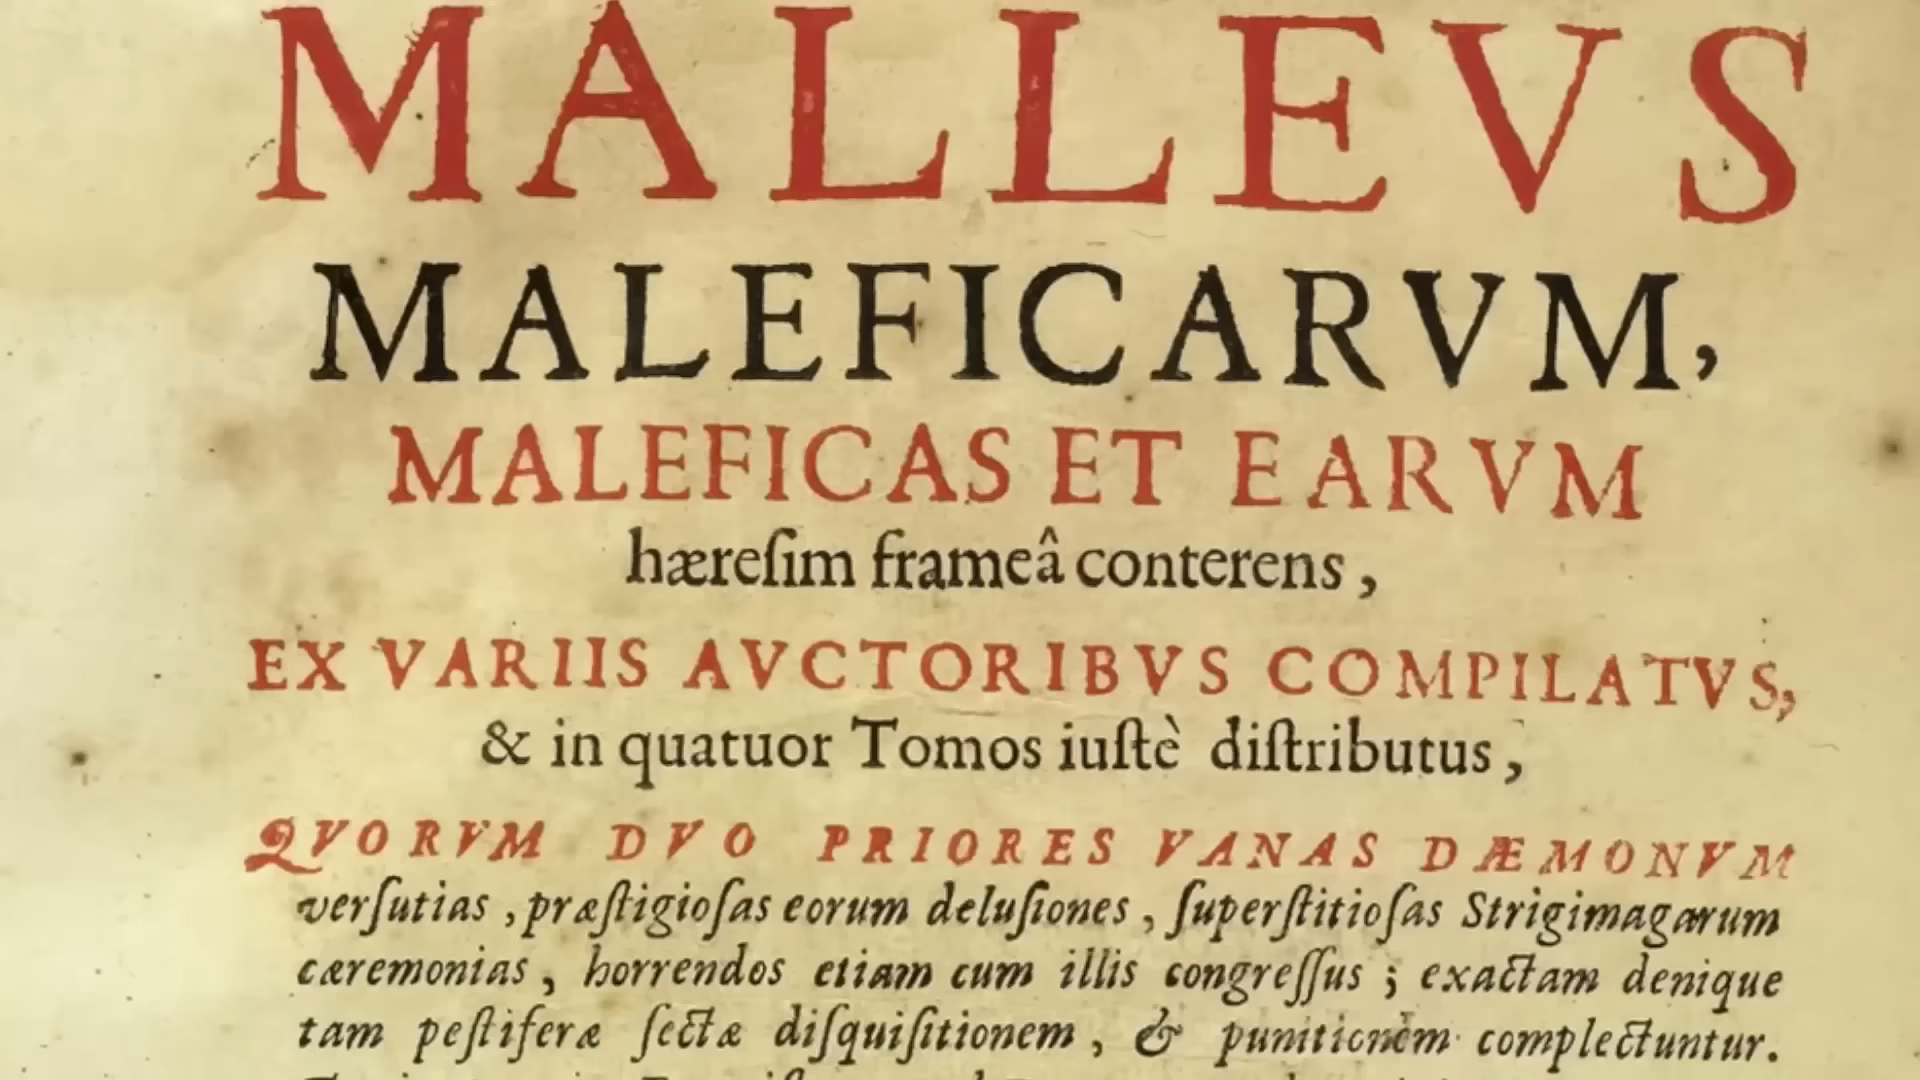 MALLEVS
MALEFICARVM,
MALEFICAS ET EARVM
hæreſim frameâ conterens,
EX VARIIS AVCTORIBVS COMPILATVS,
& in quatuor Tomos iuſtè diſtributus,
QVORVM DVO PRIORES VANAS DÆMONVM
verſutias, præſtigioſas eorum deluſiones, ſuperſtitioſas Strigimagarum
cæremonias, horrendos etiam cum illis congreſſus; exactam denique
tam peſtiferæ ſectæ diſquiſitionem, & punitionem complectuntur.